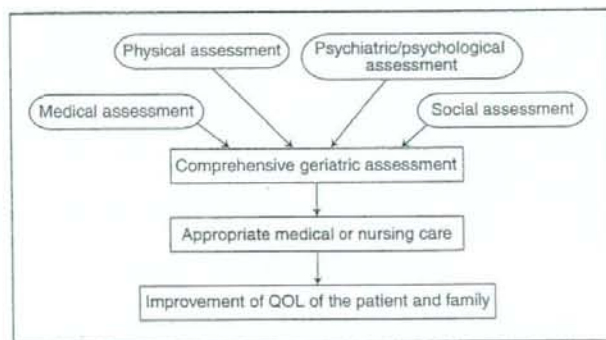 Physical assessment
Psychiatric/psychological
assessment
Medical assessment
Social assessment
Comprehensive geriatric assessment
Appropriate medical or nursing care
Improvement of QOL of the patient and family